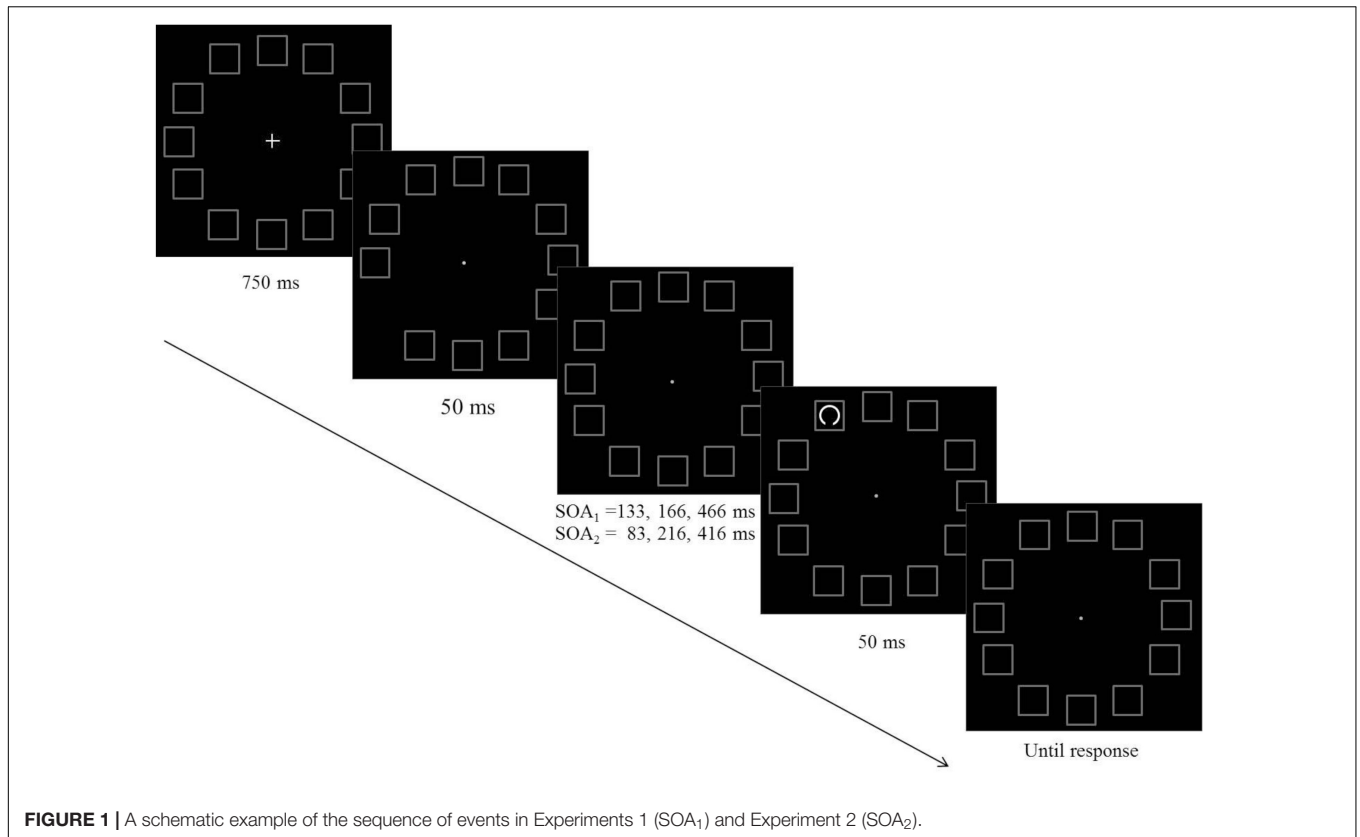 750 ms
50 ms
SOA₁ =133, 166, 466 ms
SOA₂ = 83, 216, 416 ms
50 ms
Until response
FIGURE 1 | A schematic example of the sequence of events in Experiments 1 (SOA₁) and Experiment 2 (SOA₂).